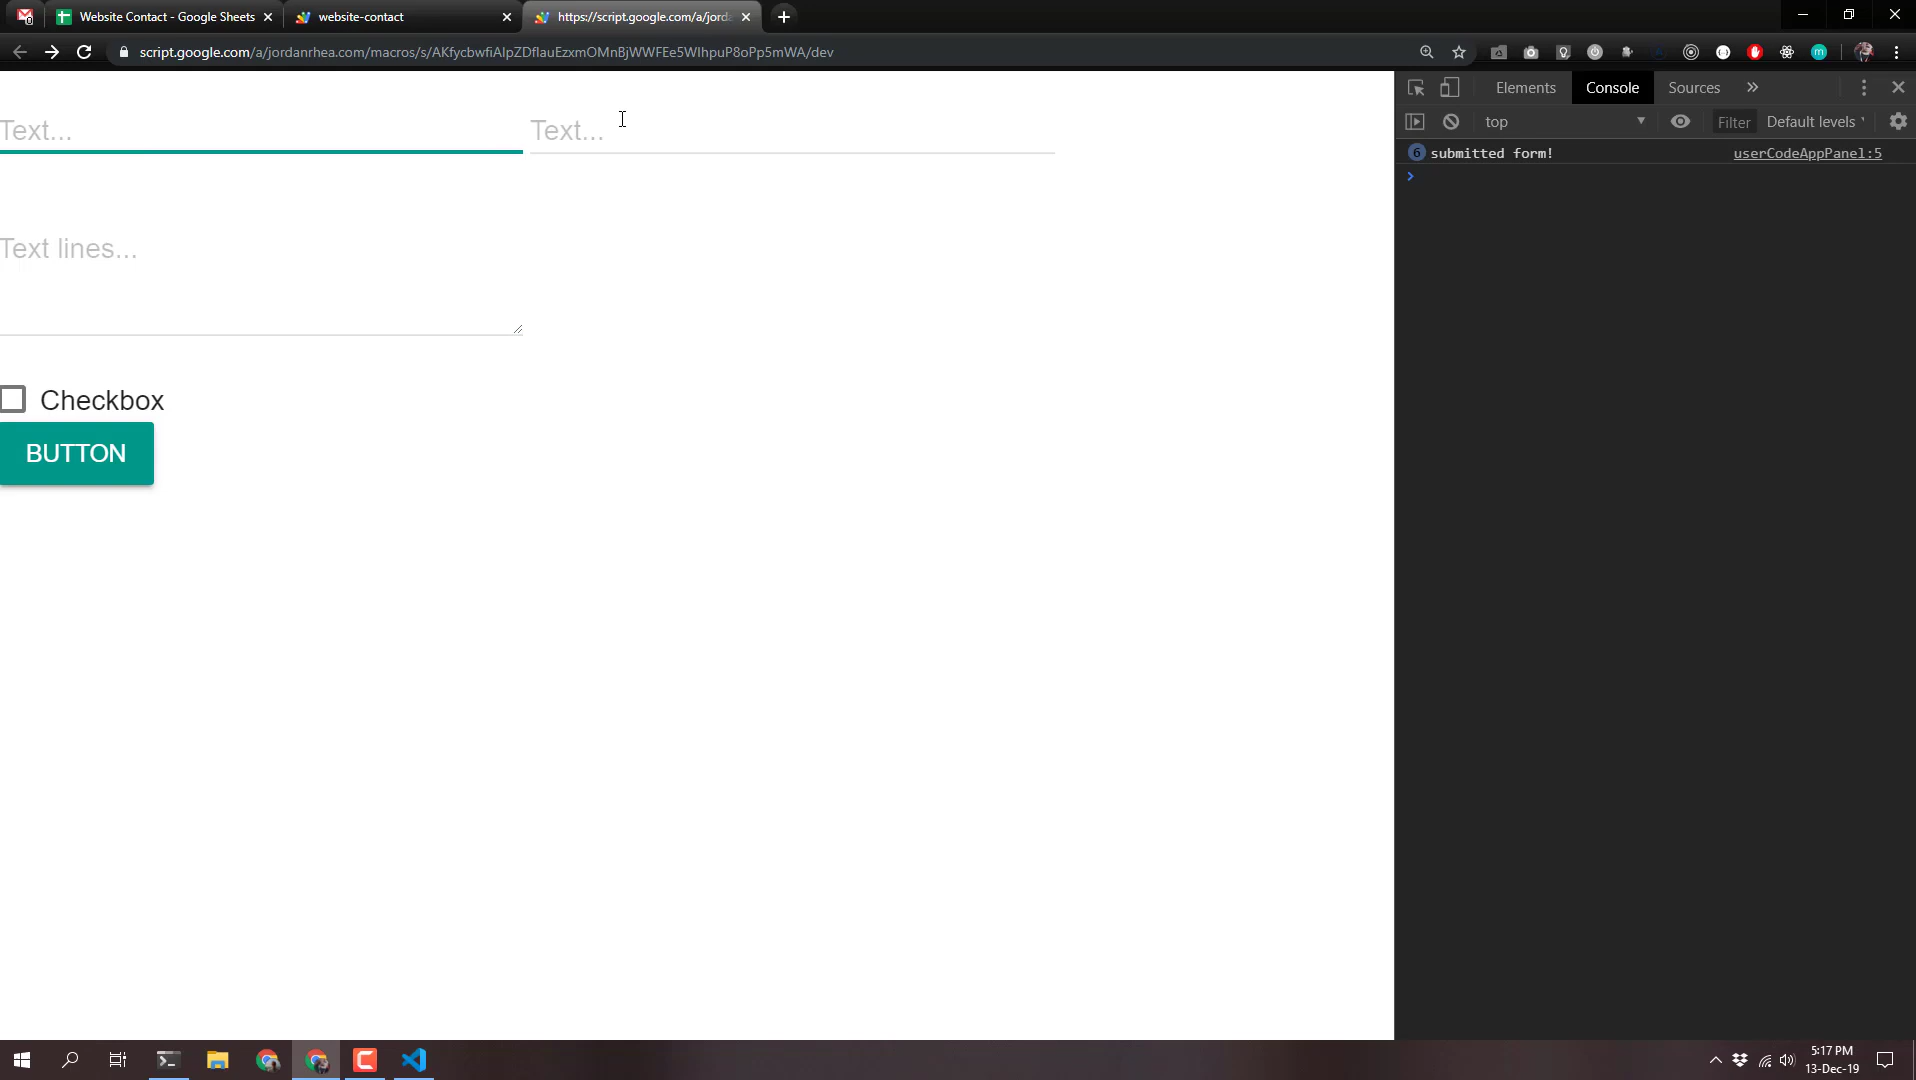 0
Website Contact - Google Sheets
website-contact
https://script.google.com/a/jorda
script.google.com/a/jordanrhea.com/macros/s/AKfycbwfiAlpZDflauEzxmOMnBjWWFEe5WIhpuP8oPp5mWA/dev
Elements
Console
Sources
top
Filter
Default levels
6 submitted form!
userCodeAppPanel:5
Text...
Text...
Text lines...
Checkbox
BUTTON
5:17 PM
13-Dec-19